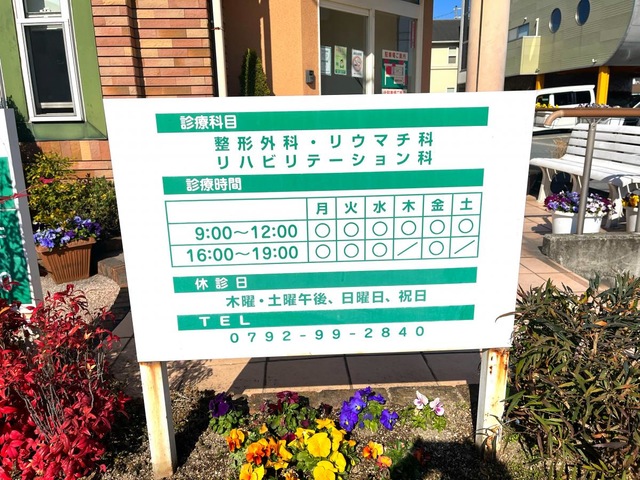 診療科目
整形外科・リウマチ科
リハビリテーション科
診療時間
月 火 水 木 金 土
9:00〜12:00 ○ ○ ○ ○ ○ ○
16:00〜19:00 ○ ○ ○ ／ ○ ／
休診日
木曜・土曜午後、日曜日、祝日
TEL
0792-99-2840